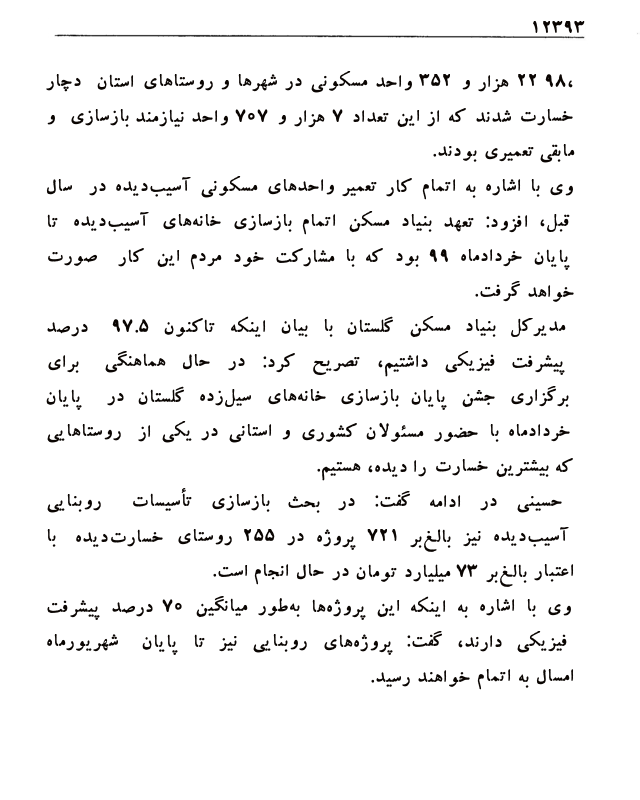 ۱۲۳۹۳
۹۸، ۲۲ هزار و ۳۵۲ واحد مسکونی در شهرها و روستاهای استان دچار
خسارت شدند که از این تعداد ۷ هزار و ۷۰۷ واحد نیازمند بازسازی و
مابقی تعمیری بودند.
وی با اشاره به اتمام کار تعمیر واحدهای مسکونی آسیب‌دیده در سال
قبل، افزود: تعهد بنیاد مسکن اتمام بازسازی خانه‌های آسیب‌دیده تا
پایان خردادماه ۹۹ بود که با مشارکت خود مردم این کار صورت
خواهد گرفت.
مدیرکل بنیاد مسکن گلستان با بیان اینکه تاکنون ۹۷.۵ درصد
پیشرفت فیزیکی داشتیم، تصریح کرد: در حال هماهنگی برای
برگزاری جشن پایان بازسازی خانه‌های سیل‌زده گلستان در پایان
خردادماه با حضور مسئولان کشوری و استانی در یکی از روستاهایی
که بیشترین خسارت را دیده، هستیم.
حسینی در ادامه گفت: در بحث بازسازی تأسیسات روبنایی
آسیب‌دیده نیز بالغ‌بر ۷۲۱ پروژه در ۲۵۵ روستای خسارت‌دیده با
اعتبار بالغ‌بر ۷۳ میلیارد تومان در حال انجام است.
وی با اشاره به اینکه این پروژه‌ها به‌طور میانگین ۷۰ درصد پیشرفت
فیزیکی دارند، گفت: پروژه‌های روبنایی نیز تا پایان شهریورماه
امسال به اتمام خواهند رسید.